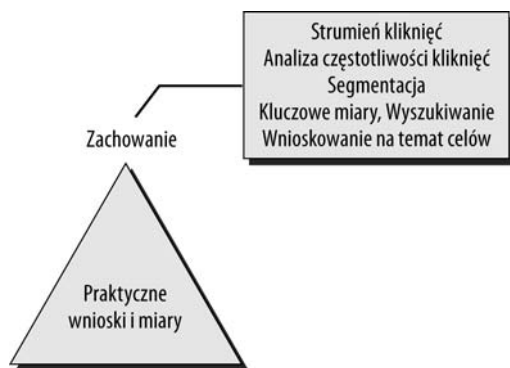 Strumień kliknięć
Analiza częstotliwości kliknięć
Segmentacja
Kluczowe miary, Wyszukiwanie
Wnioskowanie na temat celów
Zachowanie
Praktyczne
wnioski i miary